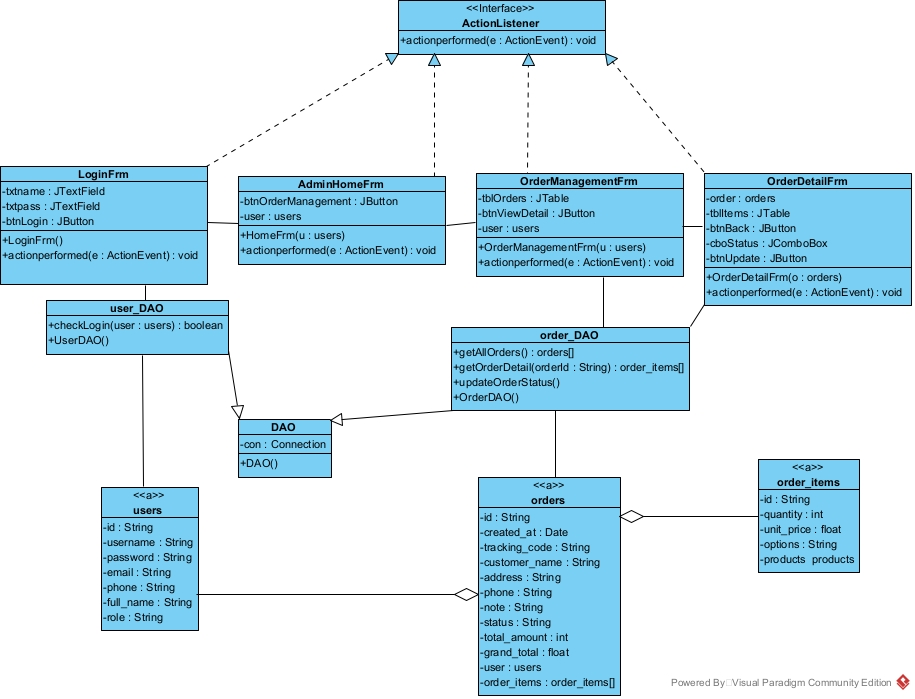 <<Interface>>
ActionListener
+actionperformed(e : ActionEvent) : void
LoginFrm
-txtname : JTextField
-txtpass : JTextField
-btnLogin : JButton
+LoginFrm()
+actionperformed(e : ActionEvent) : void
AdminHomeFrm
-btnOrderManagement : JButton
-user : users
+HomeFrm(u : users)
+actionperformed(e : ActionEvent) : void
OrderManagementFrm
-tblOrders : JTable
-btnViewDetail : JButton
-user : users
+OrderManagementFrm(u : users)
+actionperformed(e : ActionEvent) : void
OrderDetailFrm
-order : orders
-tblItems : JTable
-btnBack : JButton
-cboStatus : JComboBox
-btnUpdate : JButton
+OrderDetailFrm(o : orders)
+actionperformed(e : ActionEvent) : void
user_DAO
+checkLogin(user : users) : boolean
+UserDAO()
order_DAO
+getAllOrders() : orders[]
+getOrderDetail(orderId : String) : order_items[]
+updateOrderStatus()
+OrderDAO()
DAO
-con : Connection
+DAO()
<<a>>
users
-id : String
-username : String
-password : String
-email : String
-phone : String
-full_name : String
-role : String
<<a>>
orders
-id : String
-created_at : Date
-tracking_code : String
-customer_name : String
-address : String
-phone : String
-note : String
-status : String
-total_amount : int
-grand_total : float
-user : users
-order_items : order_items[]
<<a>>
order_items
-id : String
-quantity : int
-unit_price : float
-options : String
-products products
Powered By Visual Paradigm Community Edition